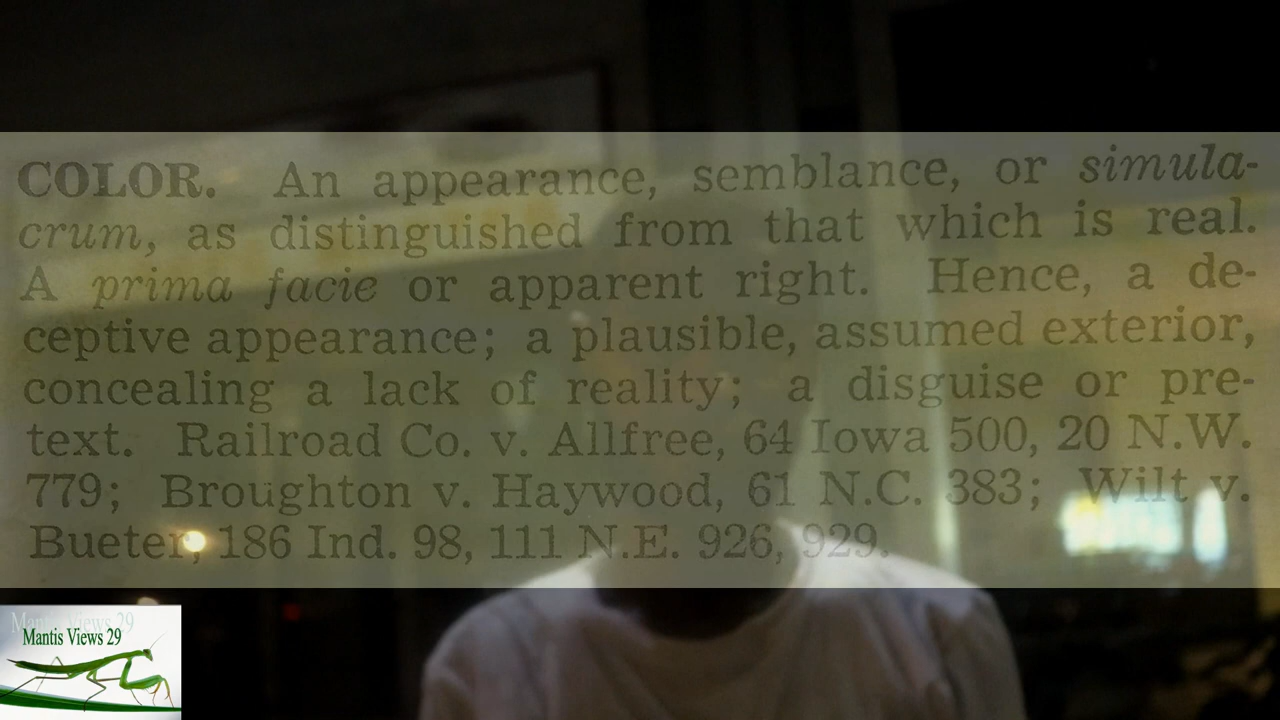 COLOR. An appearance, semblance, or simula-
crum, as distinguished from that which is real.
A prima facie or apparent right. Hence, a de-
ceptive appearance; a plausible, assumed exterior,
concealing a lack of reality; a disguise or pre-
text. Railroad Co. v. Allfree, 64 Iowa 500, 20 N.W.
779; Broughton v. Haywood, 61 N.C. 383; Wilt v.
Bueter, 186 Ind. 98, 111 N.E. 926, 929.
Mantis Views 29
Mantis Views 29